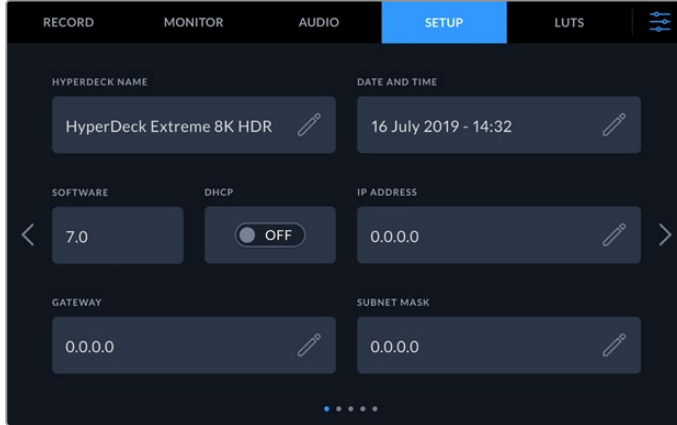 RECORD MONITOR AUDIO SETUP LUTS
HYPERDECK NAME DATE AND TIME
HyperDeck Extreme 8K HDR 16 July 2019 - 14:32
SOFTWARE DHCP IP ADDRESS
7.0 OFF 0.0.0.0
GATEWAY SUBNET MASK
0.0.0.0 0.0.0.0